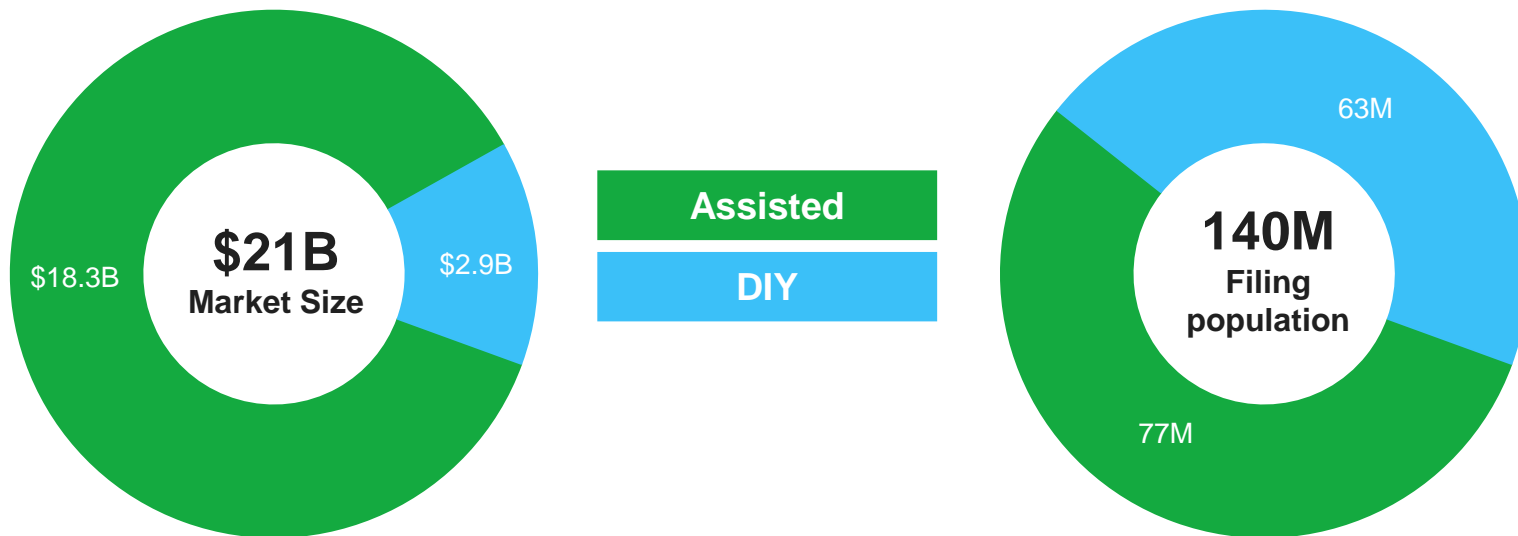 $18.3B
$21B
Market Size
$2.9B
Assisted
DIY
63M
140M
Filing
population
77M